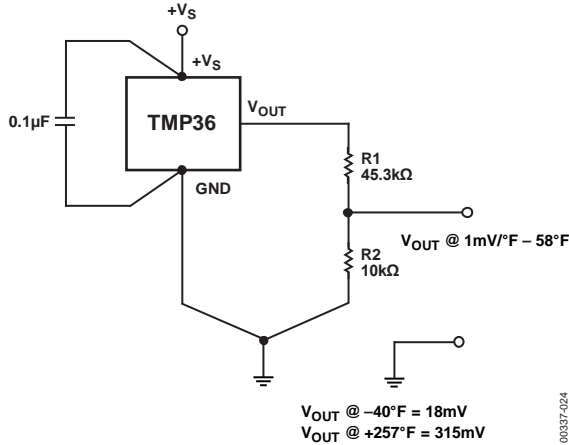 +VS
+VS
0.1µF
TMP36
VOUT
GND
R1
45.3kΩ
VOUT @ 1mV/°F – 58°F
R2
10kΩ
VOUT @ –40°F = 18mV
VOUT @ +257°F = 315mV
00337-024